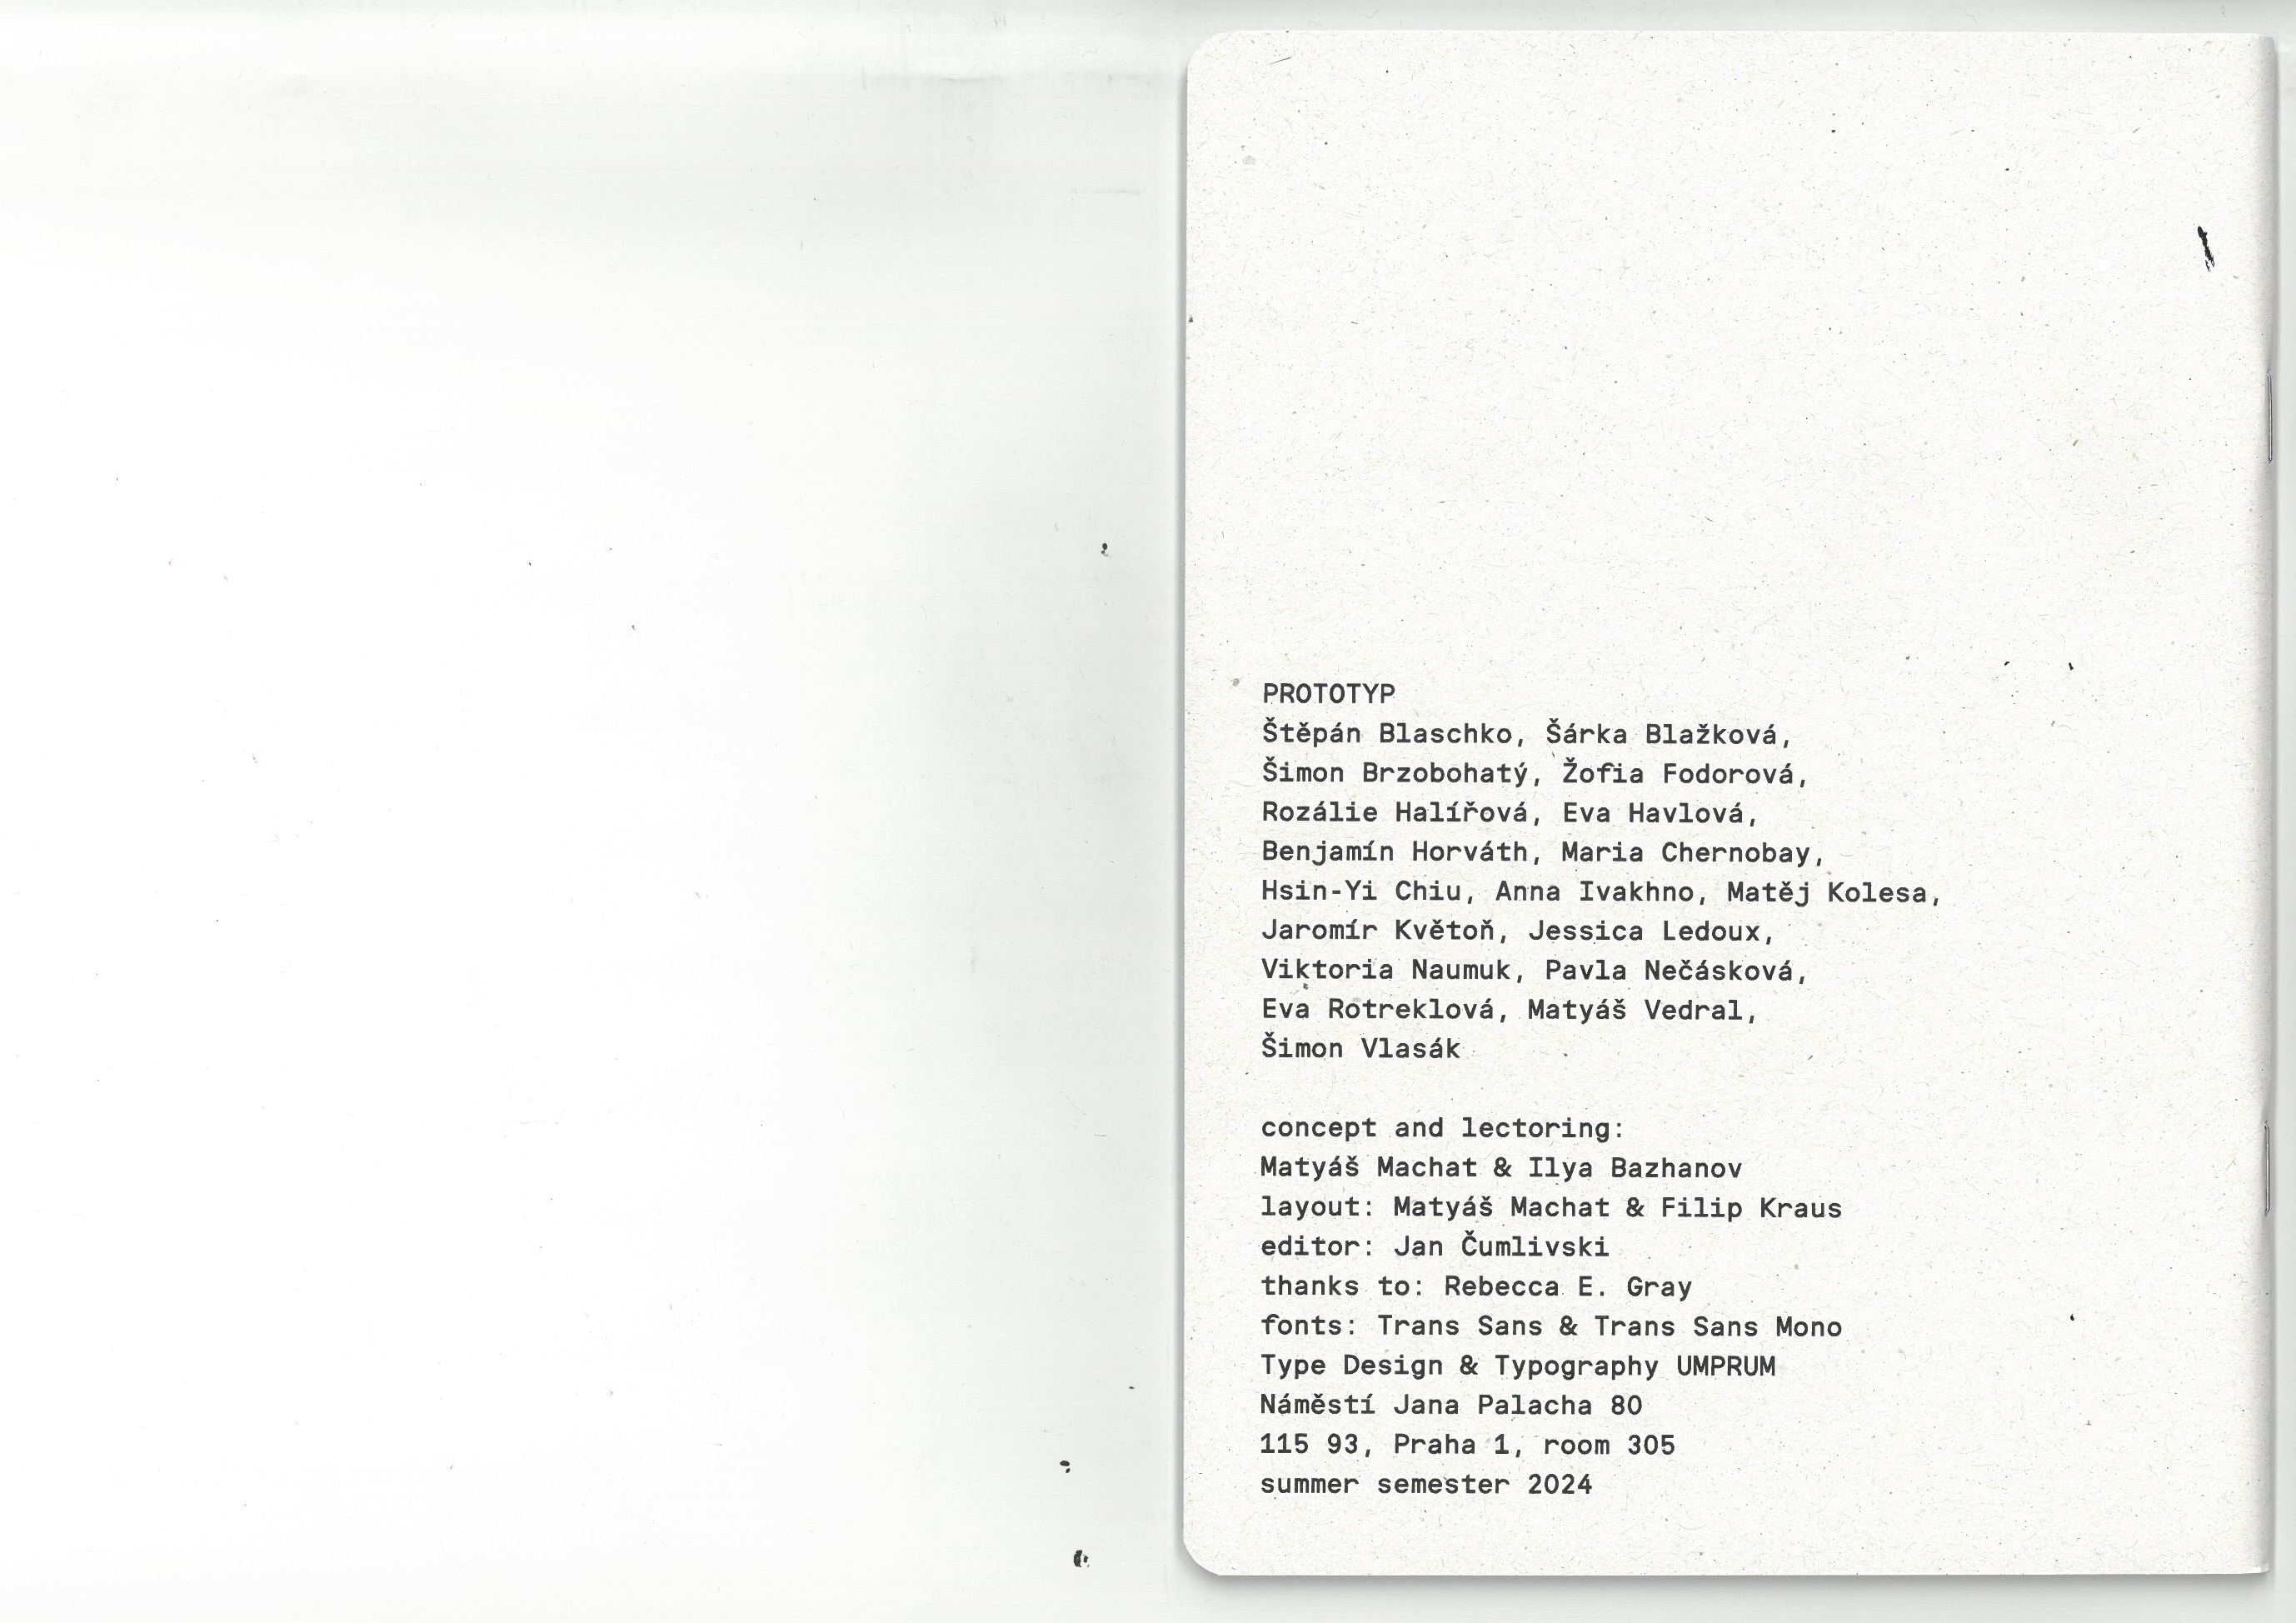 PROTOTYP
Štěpán Blaschko, Šárka Blažková,
Šimon Brzobohatý, Žofia Fodorová,
Rozálie Halířová, Eva Havlová,
Benjamín Horváth, Maria Chernobay,
Hsin-Yi Chiu, Anna Ivakhno, Matěj Kolesa,
Jaromír Květoň, Jessica Ledoux,
Viktoria Naumuk, Pavla Nečásková,
Eva Rotreklová, Matyáš Vedral,
Šimon Vlasák
concept and lectoring:
Matyáš Machat & Ilya Bazhanov
layout: Matyáš Machat & Filip Kraus
editor: Jan Čumlivski
thanks to: Rebecca E. Gray
fonts: Trans Sans & Trans Sans Mono
Type Design & Typography UMPRUM
Náměstí Jana Palacha 80
115 93, Praha 1, room 305
summer semester 2024